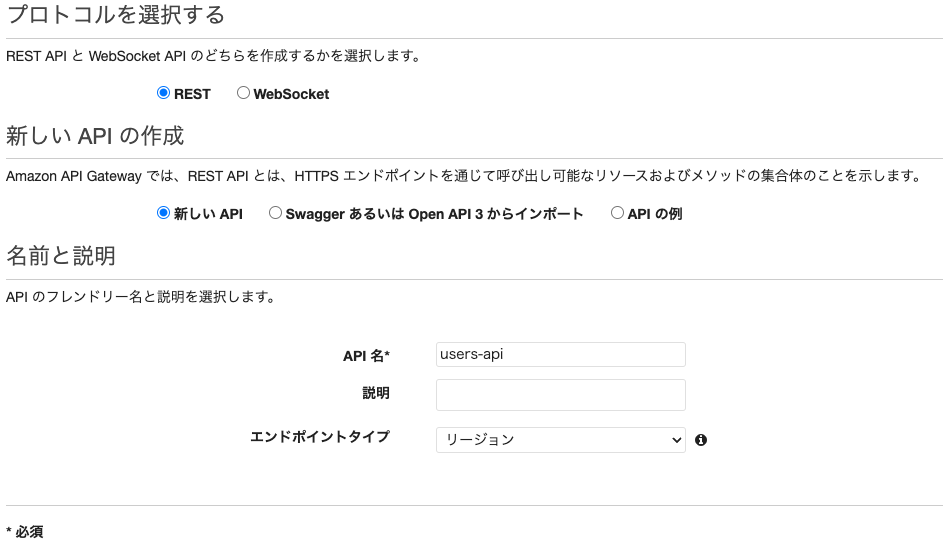 プロトコルを選択する
REST API と WebSocket API のどちらを作成するかを選択します。
REST WebSocket
新しい API の作成
Amazon API Gateway では、REST API とは、HTTPS エンドポイントを通じて呼び出し可能なリソースおよびメソッドの集合体のことを示します。
新しい API Swagger あるいは Open API 3 からインポート API の例
名前と説明
API のフレンドリー名と説明を選択します。
API 名* users-api
説明
エンドポイントタイプ リージョン
* 必須